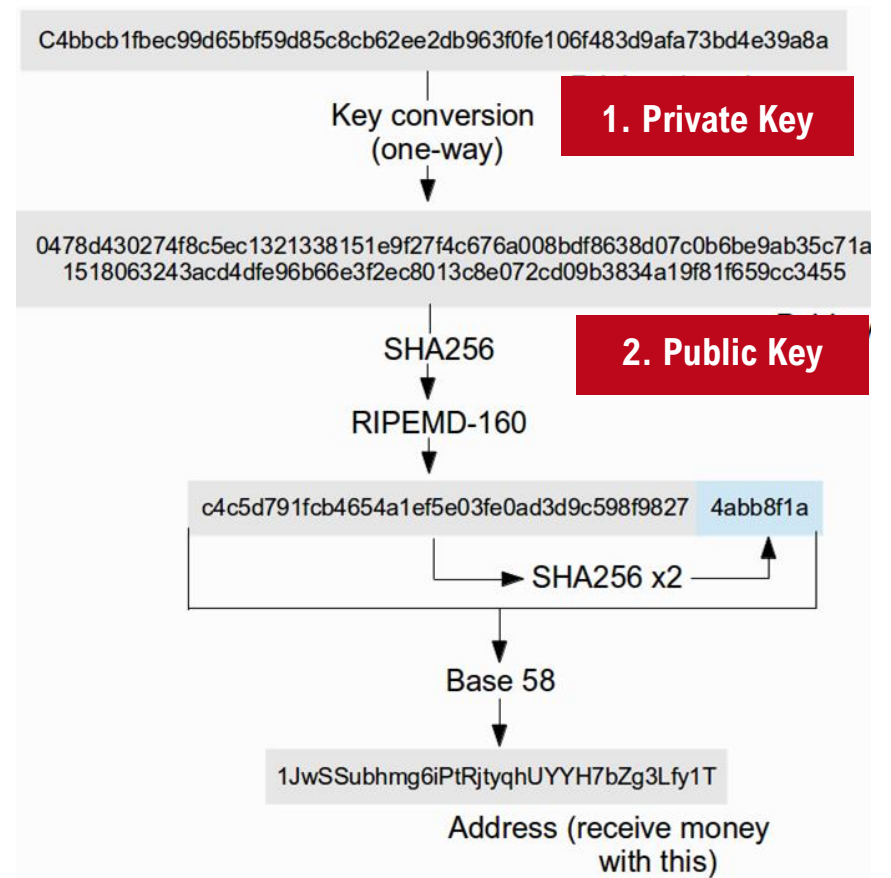 C4bbcb1fbec99d65bf59d85c8cb62ee2db963f0fe106f483d9afa73bd4e39a8a
Key conversion
(one-way)
1. Private Key
0478d430274f8c5ec1321338151e9f27f4c676a008bdf8638d07c0b6be9ab35c71a
1518063243acd4dfe96b66e3f2ec8013c8e072cd09b3834a19f81f659cc3455
SHA256
2. Public Key
RIPEMD-160
c4c5d791fcb4654a1ef5e03fe0ad3d9c598f9827 4abb8f1a
SHA256 x2
Base 58
1JwSSubhmg6iPtRjtyqhUYYH7bZg3Lfy1T
Address (receive money
with this)